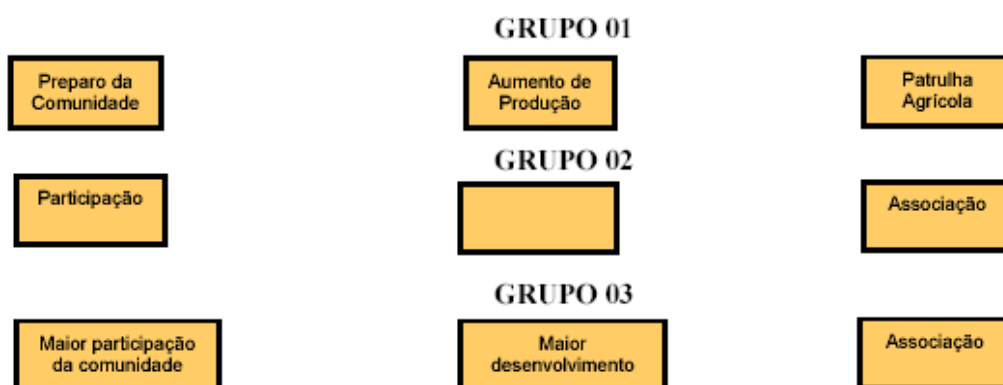 GRUPO 01
Preparo da
Comunidade
Aumento de
Produção
Patrulha
Agrícola
GRUPO 02
Participação
Associação
GRUPO 03
Maior participação
da comunidade
Maior
desenvolvimento
Associação